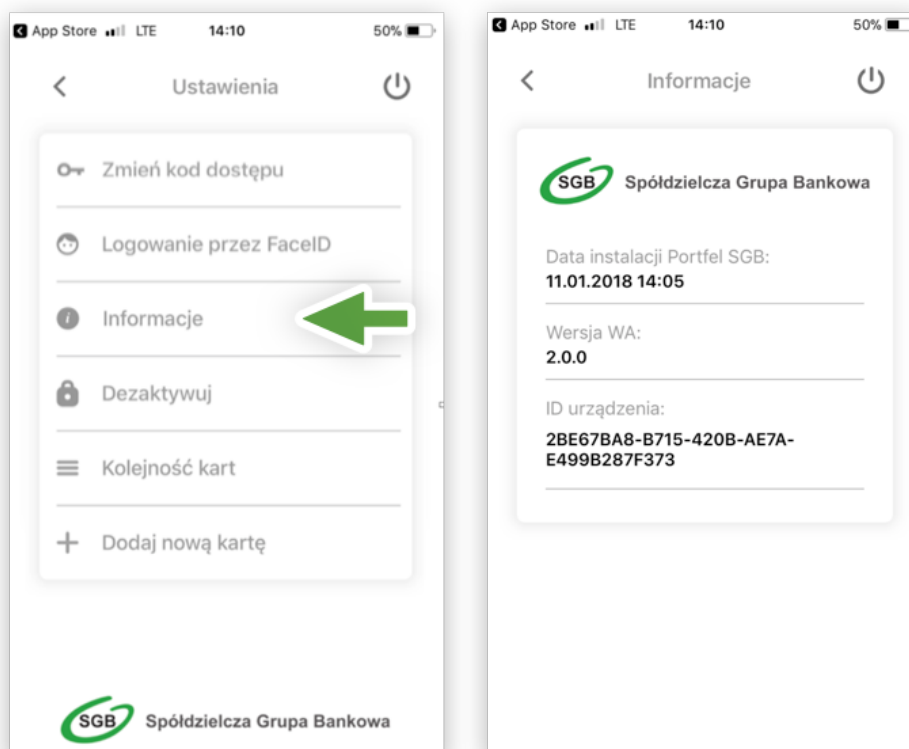 App Store LTE 14:10 50%
Ustawienia
Zmień kod dostępu
Logowanie przez FaceID
Informacje
Dezaktywuj
Kolejność kart
Dodaj nową kartę
SGB Spółdzielcza Grupa Bankowa
App Store LTE 14:10 50%
Informacje
SGB Spółdzielcza Grupa Bankowa
Data instalacji Portfel SGB:
11.01.2018 14:05
Wersja WA:
2.0.0
ID urządzenia:
2BE67BA8-B715-420B-AE7A-
E499B287F373